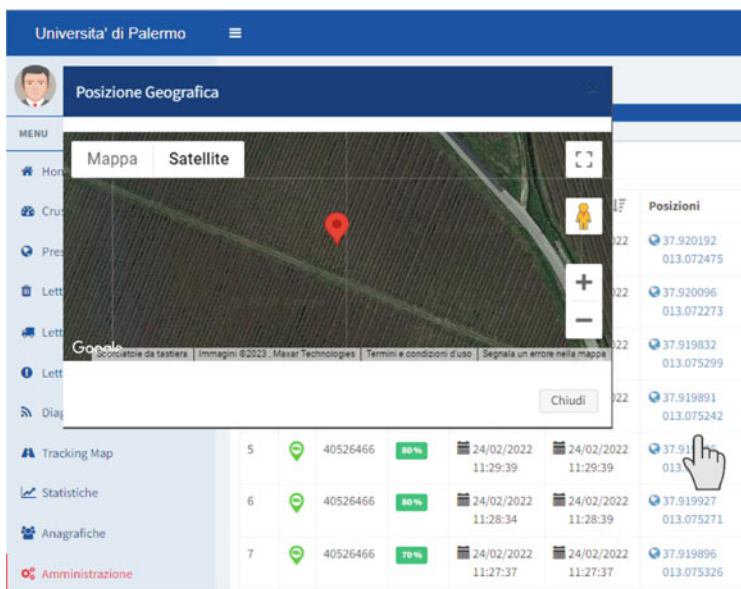 Universita' di Palermo
Posizione Geografica
MENU
Mappa Satellite
Google
Scorciatoie da tastiera Immagini ©2023 , Maxar Technologies Termini e condizioni d'uso Segnala un errore nella mappa
Chiudi
Tracking Map
Statistiche
Anagrafiche
Amministrazione
Posizioni
37.920192
013.072475
37.920096
013.072273
37.919832
013.075299
37.919891
013.075242
5 40526466 80% 24/02/2022 24/02/2022
11:29:39 11:29:39
6 40526466 80% 24/02/2022 24/02/2022 37.919927
11:28:34 11:28:39 013.075271
7 40526466 70% 24/02/2022 24/02/2022 37.919896
11:27:37 11:27:37 013.075326